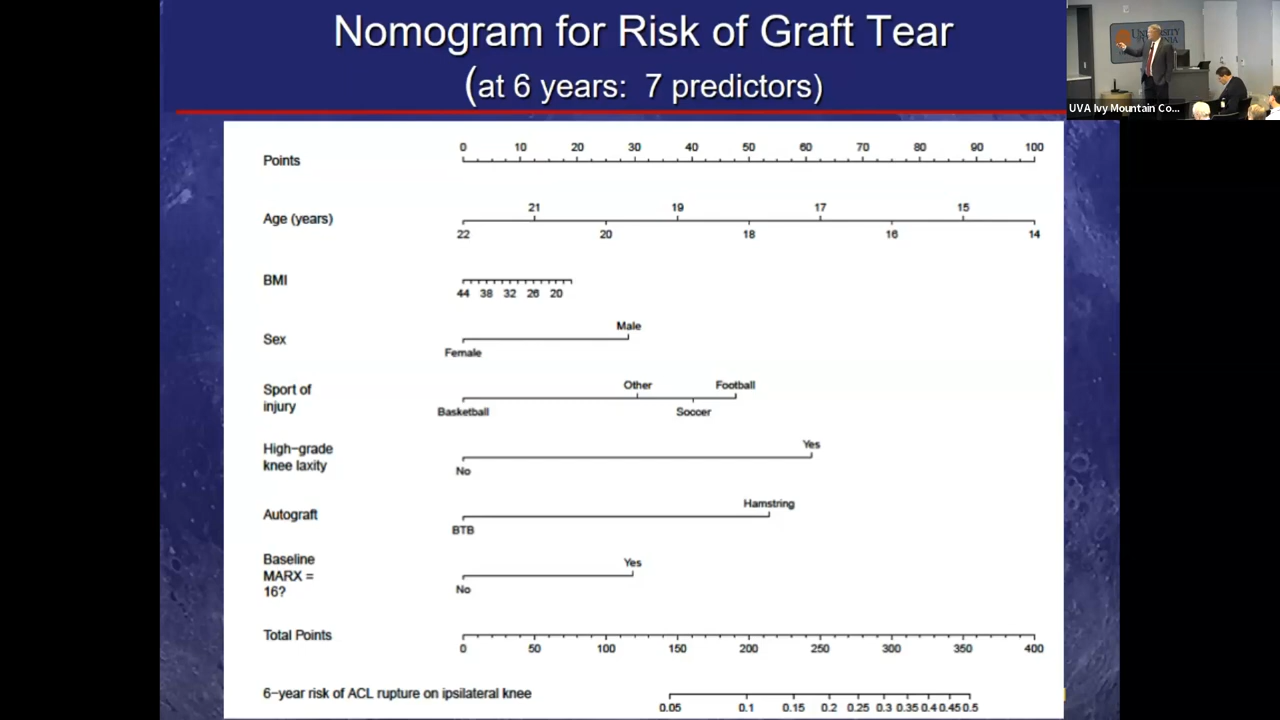 Nomogram for Risk of Graft Tear
(at 6 years: 7 predictors)
UVA Ivy Mountain Co...
Points
0 10 20 30 40 50 60 70 80 90 100
Age (years)
21 19 17 15
22 20 18 16 14
BMI
44 38 32 26 20
Sex
Male
Female
Sport of
injury
Other Football
Basketball Soccer
High-grade
knee laxity
Yes
No
Autograft
Hamstring
BTB
Baseline
MARX =
16?
Yes
No
Total Points
0 50 100 150 200 250 300 350 400
6-year risk of ACL rupture on ipsilateral knee
0.05 0.1 0.15 0.2 0.25 0.3 0.35 0.4 0.45 0.5